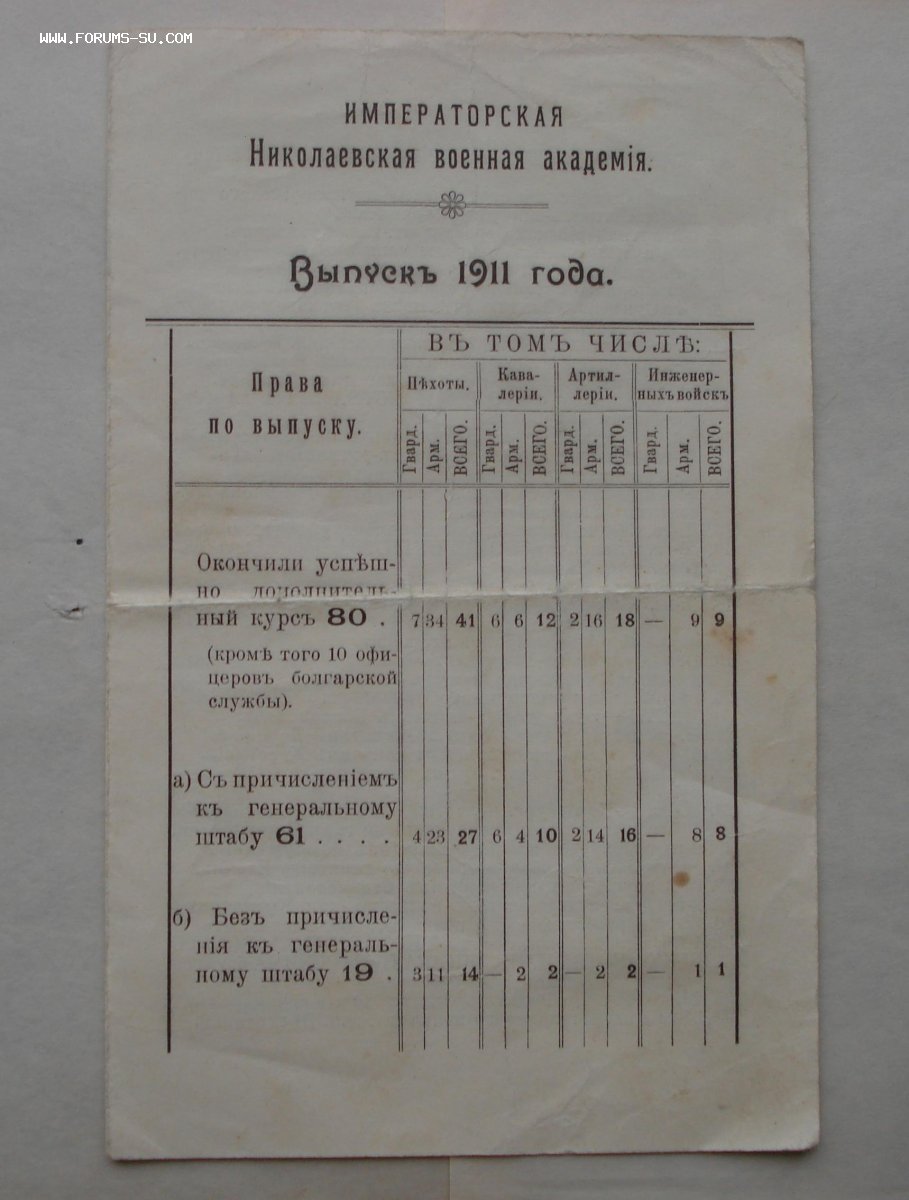 WWW.FORUMS-SU.COM
ИМПЕРАТОРСКАЯ
Николаевская военная академія.
Выпускъ 1911 года.
Права
по выпуску.
ВЪ ТОМЪ ЧИСЛѢ:
Пѣхоты. Кава-леріи. Артил-леріи. Инженер-ныхъ войскъ
Гвард. Арм. ВСЕГО. Гвард. Арм. ВСЕГО. Гвард. Арм. ВСЕГО. Гвард. Арм. ВСЕГО.
Окончили успѣш-
но дополнитель-
ный курсъ 80 . 7 34 41 6 6 12 2 16 18 — 9 9
(кромѣ того 10 офи-
церовъ болгарской
службы).
а) Съ причисленіемъ
къ генеральному
штабу 61 . . . . 4 23 27 6 4 10 2 14 16 — 8 8
б) Безъ причисле-
нія къ генераль-
ному штабу 19 . 3 11 14 — 2 2 — 2 2 — 1 1